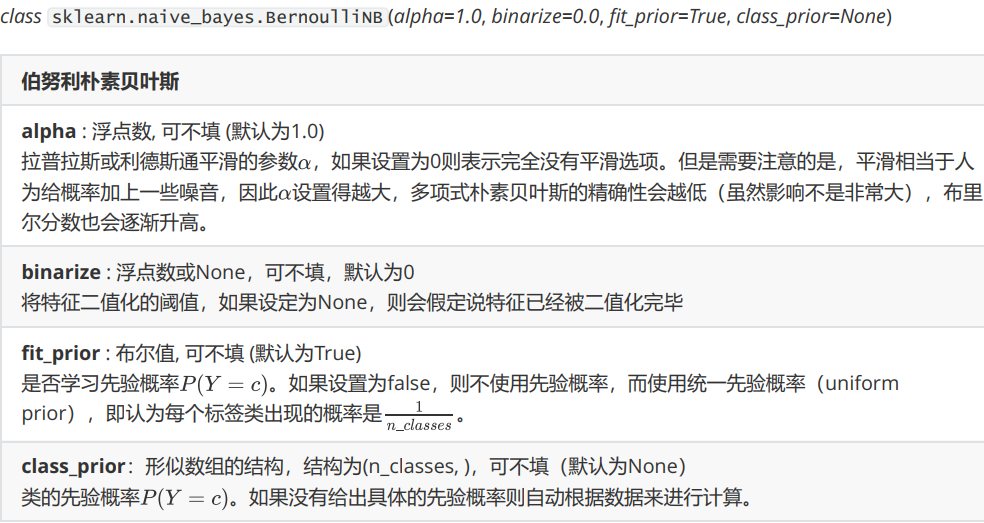 class sklearn.naive_bayes.BernoulliNB(alpha=1.0, binarize=0.0, fit_prior=True, class_prior=None)
伯努利朴素贝叶斯
alpha : 浮点数, 可不填 (默认为1.0)
拉普拉斯或利德斯通平滑的参数α，如果设置为0则表示完全没有平滑选项。但是需要注意的是，平滑相当于人
为给概率加上一些噪音，因此α设置得越大，多项式朴素贝叶斯的精确性会越低（虽然影响不是非常大），布里
尔分数也会逐渐升高。
binarize : 浮点数或None，可不填，默认为0
将特征二值化的阈值，如果设定为None，则会假定说特征已经被二值化完毕
fit_prior : 布尔值, 可不填 (默认为True)
是否学习先验概率P(Y = c)。如果设置为false，则不使用先验概率，而使用统一先验概率（uniform
prior），即认为每个标签类出现的概率是1/n_classes。
class_prior：形似数组的结构，结构为(n_classes, )，可不填（默认为None）
类的先验概率P(Y = c)。如果没有给出具体的先验概率则自动根据数据来进行计算。